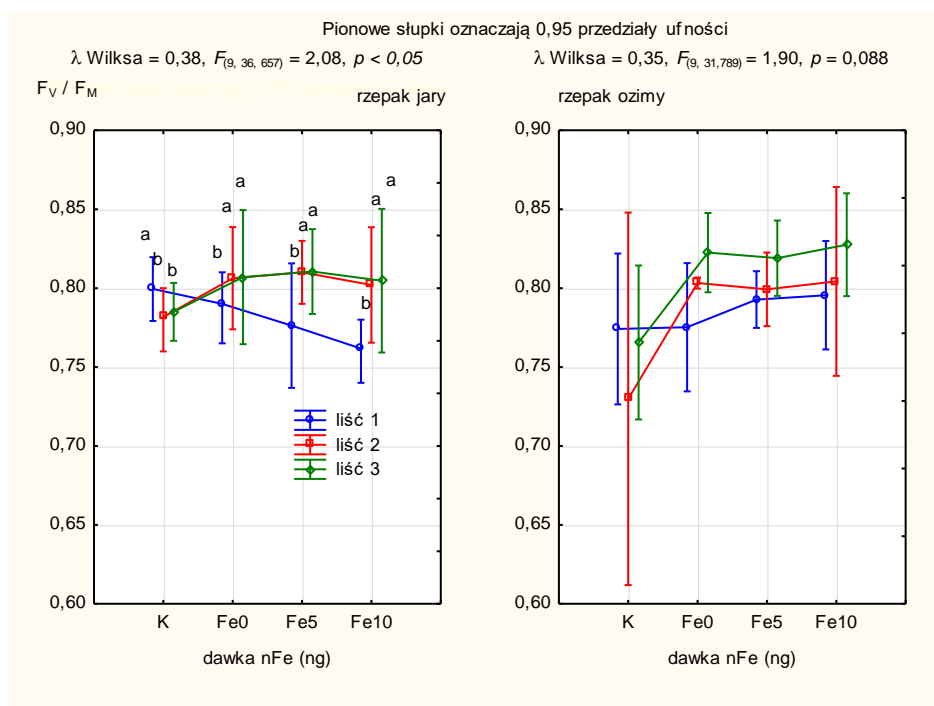 Pionowe słupki oznaczają 0,95 przedziały ufności
λ Wilksa = 0,38, F(9, 36, 657) = 2,08, p < 0,05
λ Wilksa = 0,35, F(9, 31,789) = 1,90, p = 0,088
FV / FM
rzepak jary
rzepak ozimy
0,90
0,85
0,80
0,75
0,70
0,65
0,60
a
b
b
b
a
a
b
a
a
b
a
a
liść 1
liść 2
liść 3
K Fe0 Fe5 Fe10
dawka nFe (ng)
0,90
0,85
0,80
0,75
0,70
0,65
0,60
K Fe0 Fe5 Fe10
dawka nFe (ng)